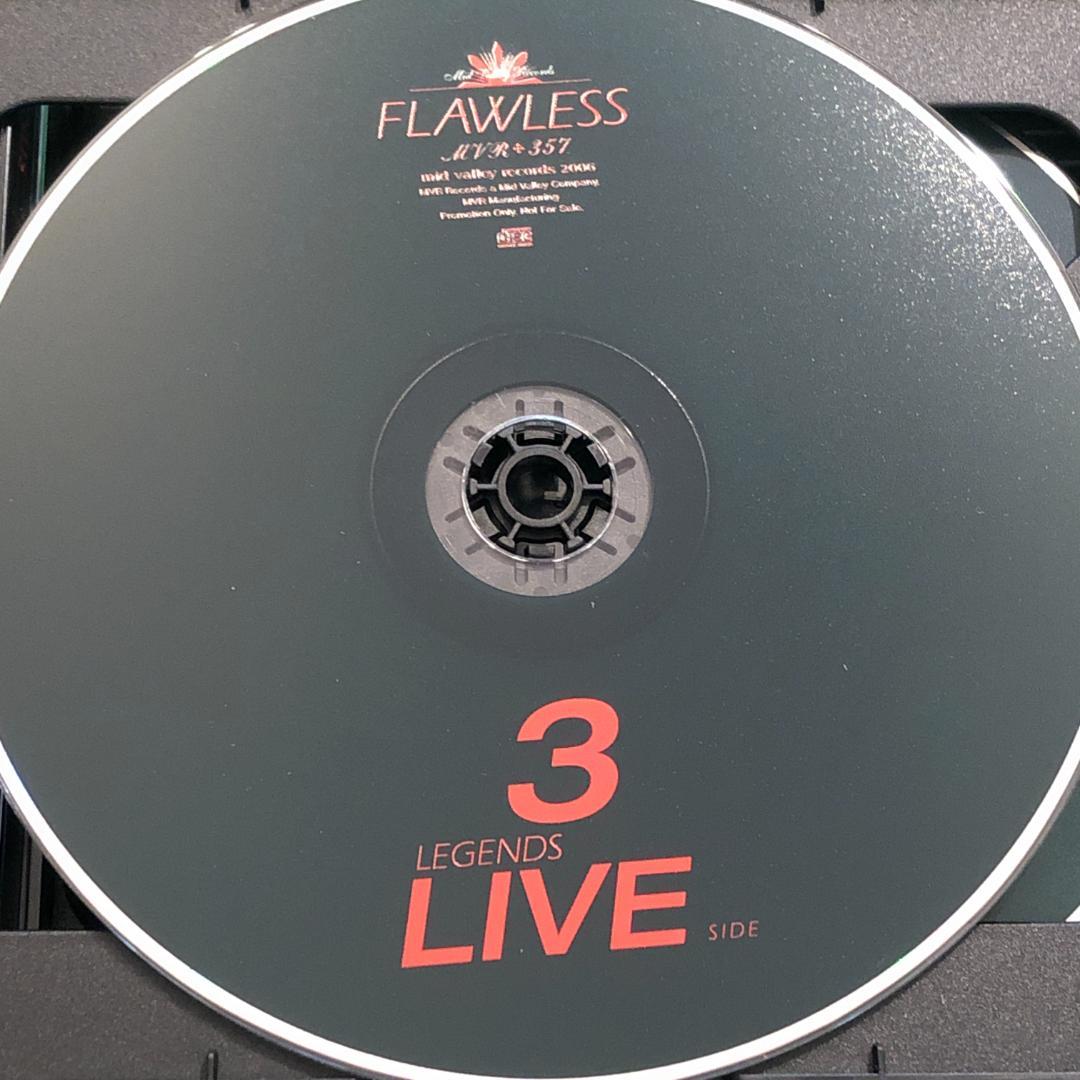 Mid Valley Records
FLAWLESS
MVR+357
mid valley records 2006
MVR Records a Mid Valley Company.
MVR Manufacturing
Promotion Only. Not For Sale.
3
LEGENDS
LIVE SIDE